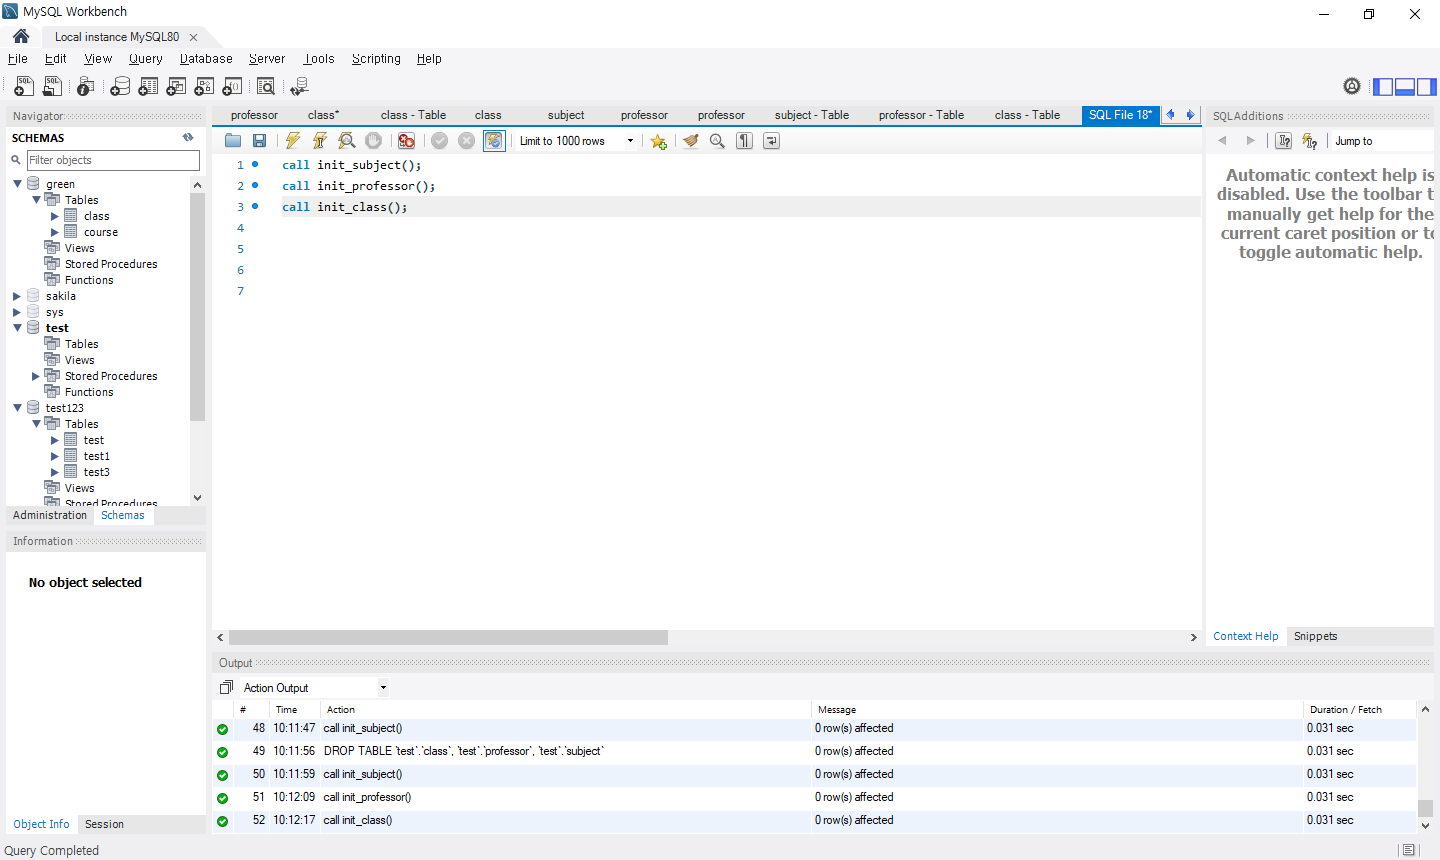 MySQL Workbench
Local instance MySQL80
File Edit View Query Database Server Tools Scripting Help
Navigator
SCHEMAS
Filter objects
green
Tables
class
course
Views
Stored Procedures
Functions
sakila
sys
test
Tables
Views
Stored Procedures
Functions
test123
Tables
test
test1
test3
Views
Stored Procedures
Administration Schemas
Information
No object selected
Object Info Session
professor class* class - Table class subject professor professor subject - Table professor - Table class - Table SQL File 18*
Limit to 1000 rows
1 call init_subject();
2 call init_professor();
3 call init_class();
4
5
6
7
SQLAdditions
Jump to
Automatic context help is
disabled. Use the toolbar t
manually get help for the
current caret position or to
toggle automatic help.
Context Help Snippets
Output
Action Output
# Time Action Message Duration / Fetch
48 10:11:47 call init_subject() 0 row(s) affected 0.031 sec
49 10:11:56 DROP TABLE `test`.`class`, `test`.`professor`, `test`.`subject` 0 row(s) affected 0.031 sec
50 10:11:59 call init_subject() 0 row(s) affected 0.031 sec
51 10:12:09 call init_professor() 0 row(s) affected 0.031 sec
52 10:12:17 call init_class() 0 row(s) affected 0.031 sec
Query Completed